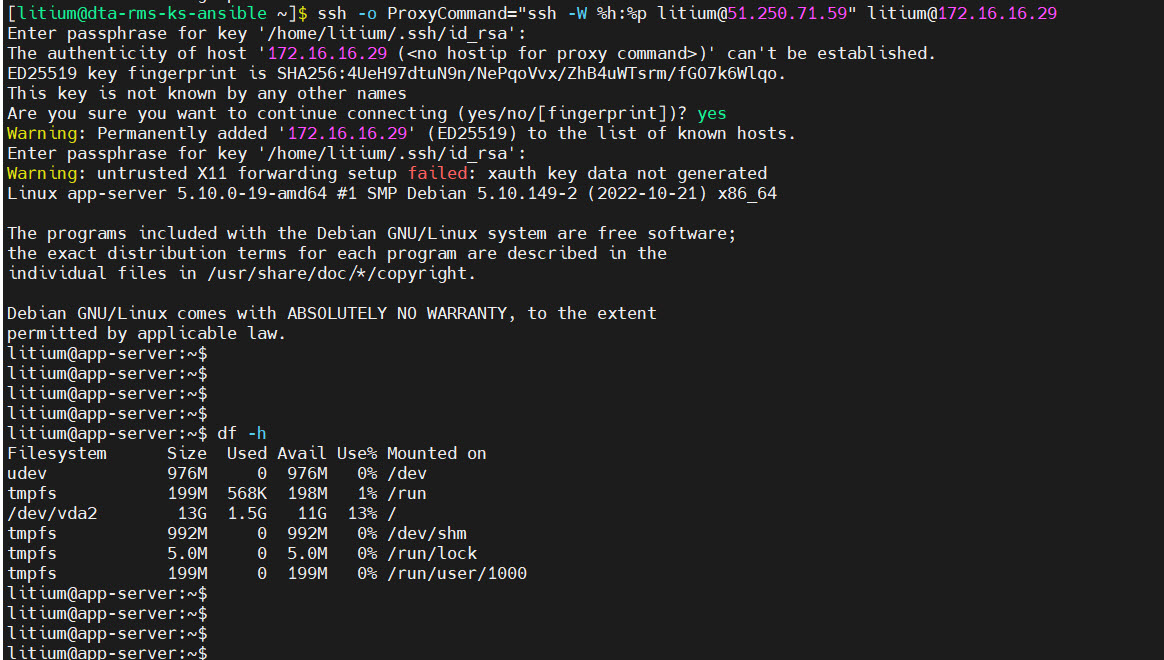 [litium@dta-rms-ks-ansible ~]$ ssh -o ProxyCommand="ssh -W %h:%p litium@51.250.71.59" litium@172.16.16.29
Enter passphrase for key '/home/litium/.ssh/id_rsa':
The authenticity of host '172.16.16.29 (<no hostip for proxy command>)' can't be established.
ED25519 key fingerprint is SHA256:4UeH97dtuN9n/NePqoVvx/ZhB4uWTsrm/fGO7k6Wlqo.
This key is not known by any other names
Are you sure you want to continue connecting (yes/no/[fingerprint])? yes
Warning: Permanently added '172.16.16.29' (ED25519) to the list of known hosts.
Enter passphrase for key '/home/litium/.ssh/id_rsa':
Warning: untrusted X11 forwarding setup failed: xauth key data not generated
Linux app-server 5.10.0-19-amd64 #1 SMP Debian 5.10.149-2 (2022-10-21) x86_64
The programs included with the Debian GNU/Linux system are free software;
the exact distribution terms for each program are described in the
individual files in /usr/share/doc/*/copyright.
Debian GNU/Linux comes with ABSOLUTELY NO WARRANTY, to the extent
permitted by applicable law.
litium@app-server:~$
litium@app-server:~$
litium@app-server:~$
litium@app-server:~$
litium@app-server:~$ df -h
Filesystem      Size  Used Avail Use% Mounted on
udev            976M     0  976M   0% /dev
tmpfs           199M  568K  198M   1% /run
/dev/vda2        13G  1.5G   11G  13% /
tmpfs           992M     0  992M   0% /dev/shm
tmpfs           5.0M     0  5.0M   0% /run/lock
tmpfs           199M     0  199M   0% /run/user/1000
litium@app-server:~$
litium@app-server:~$
litium@app-server:~$
litium@app-server:~$